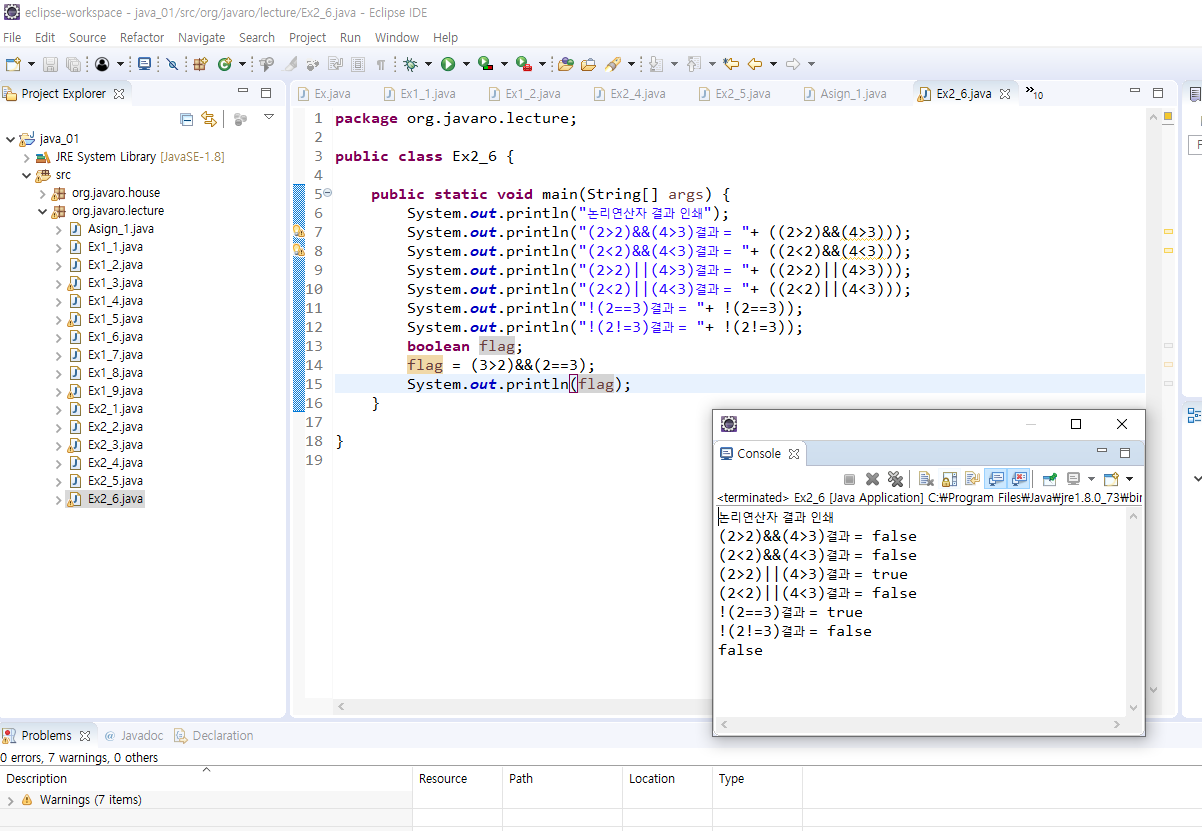 eclipse-workspace - java_01/src/org/javaro/lecture/Ex2_6.java - Eclipse IDE
File Edit Source Refactor Navigate Search Project Run Window Help
Project Explorer
java_01
JRE System Library [JavaSE-1.8]
src
org.javaro.house
org.javaro.lecture
Asign_1.java
Ex1_1.java
Ex1_2.java
Ex1_3.java
Ex1_4.java
Ex1_5.java
Ex1_6.java
Ex1_7.java
Ex1_8.java
Ex1_9.java
Ex2_1.java
Ex2_2.java
Ex2_3.java
Ex2_4.java
Ex2_5.java
Ex2_6.java
Ex.java Ex1_1.java Ex1_2.java Ex2_4.java Ex2_5.java Asign_1.java Ex2_6.java »10
1 package org.javaro.lecture;
2
3 public class Ex2_6 {
4
5 public static void main(String[] args) {
6 System.out.println("논리연산자 결과 인쇄");
7 System.out.println("(2>2)&&(4>3)결과 = "+ ((2>2)&&(4>3)));
8 System.out.println("(2<2)&&(4<3)결과 = "+ ((2<2)&&(4<3)));
9 System.out.println("(2>2)||(4>3)결과 = "+ ((2>2)||(4>3)));
10 System.out.println("(2<2)||(4<3)결과 = "+ ((2<2)||(4<3)));
11 System.out.println("!(2==3)결과 = "+ !(2==3));
12 System.out.println("!(2!=3)결과 = "+ !(2!=3));
13 boolean flag;
14 flag = (3>2)&&(2==3);
15 System.out.println(flag);
16 }
17
18 }
19
Console
<terminated> Ex2_6 [Java Application] C:₩Program Files₩Java₩jre1.8.0_73₩bir
논리연산자 결과 인쇄
(2>2)&&(4>3)결과 = false
(2<2)&&(4<3)결과 = false
(2>2)||(4>3)결과 = true
(2<2)||(4<3)결과 = false
!(2==3)결과 = true
!(2!=3)결과 = false
false
Problems @ Javadoc Declaration
0 errors, 7 warnings, 0 others
Description Resource Path Location Type
Warnings (7 items)